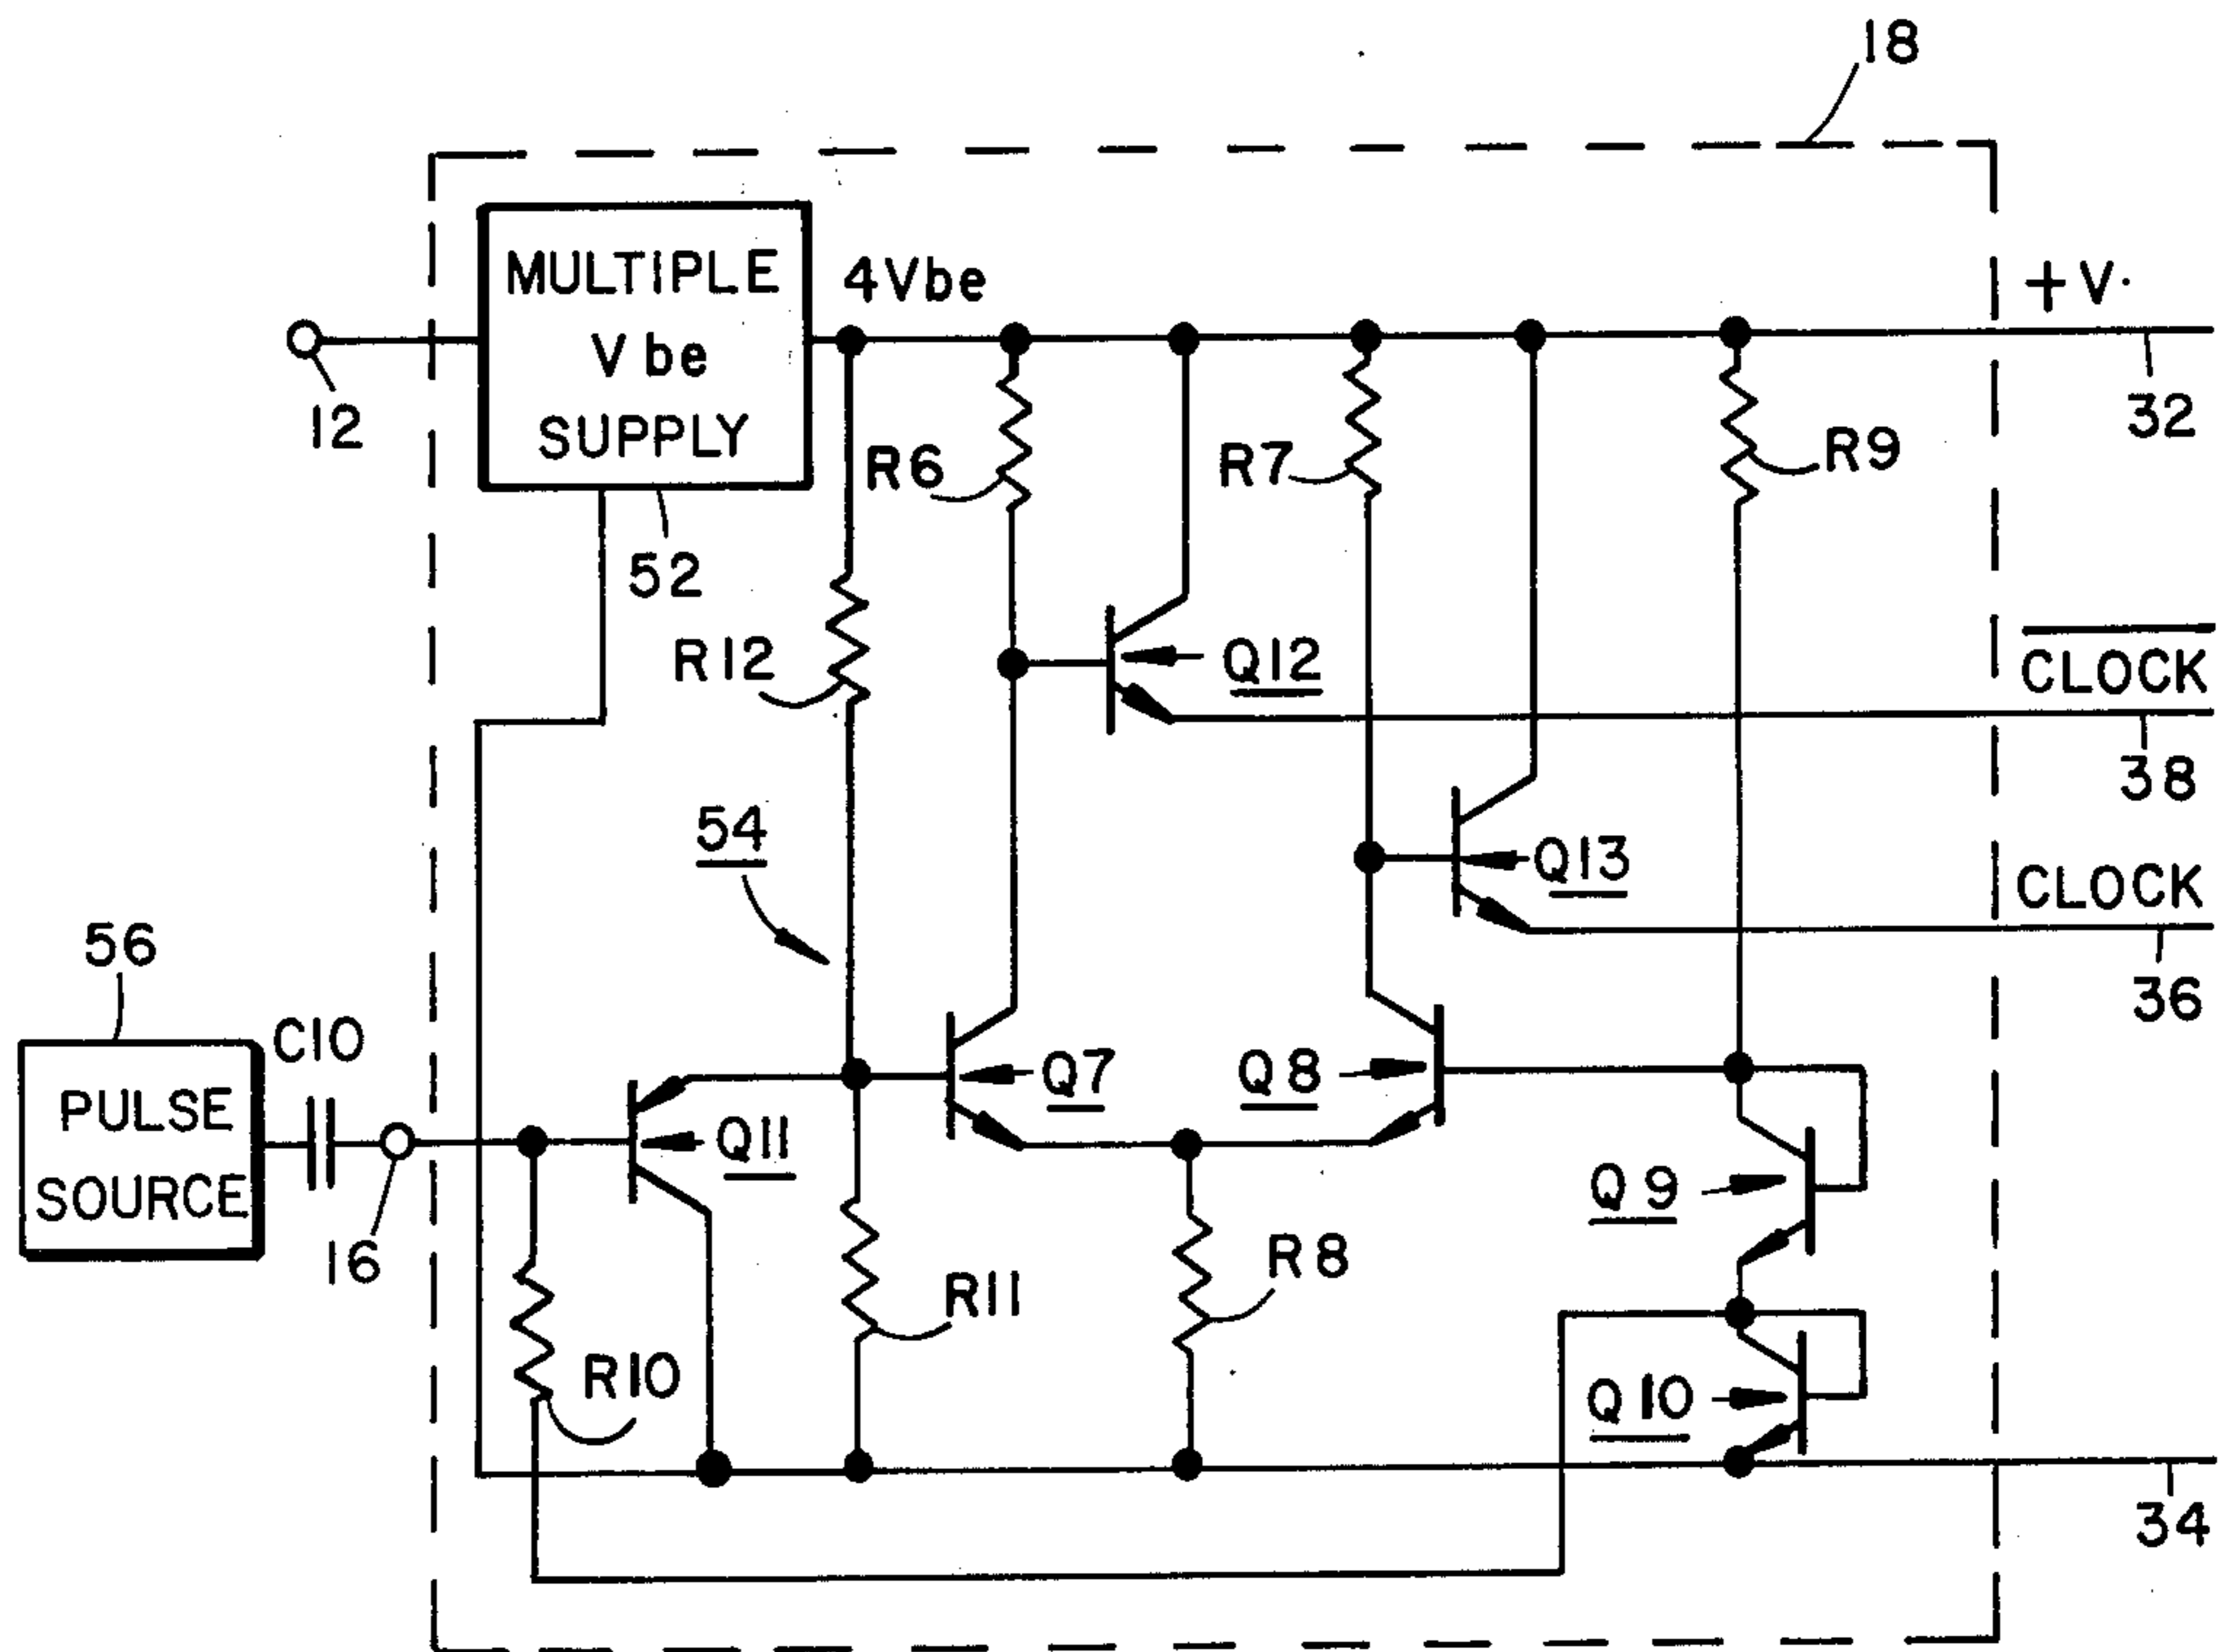 18
MULTIPLE
Vbe
SUPPLY
4Vbe
+V
12
52
R6
R7
R9
32
R12
Q12
CLOCK
38
54
Q13
CLOCK
36
56
C10
PULSE
SOURCE
16
Q11
Q7
Q8
Q9
R10
R11
R8
Q10
34